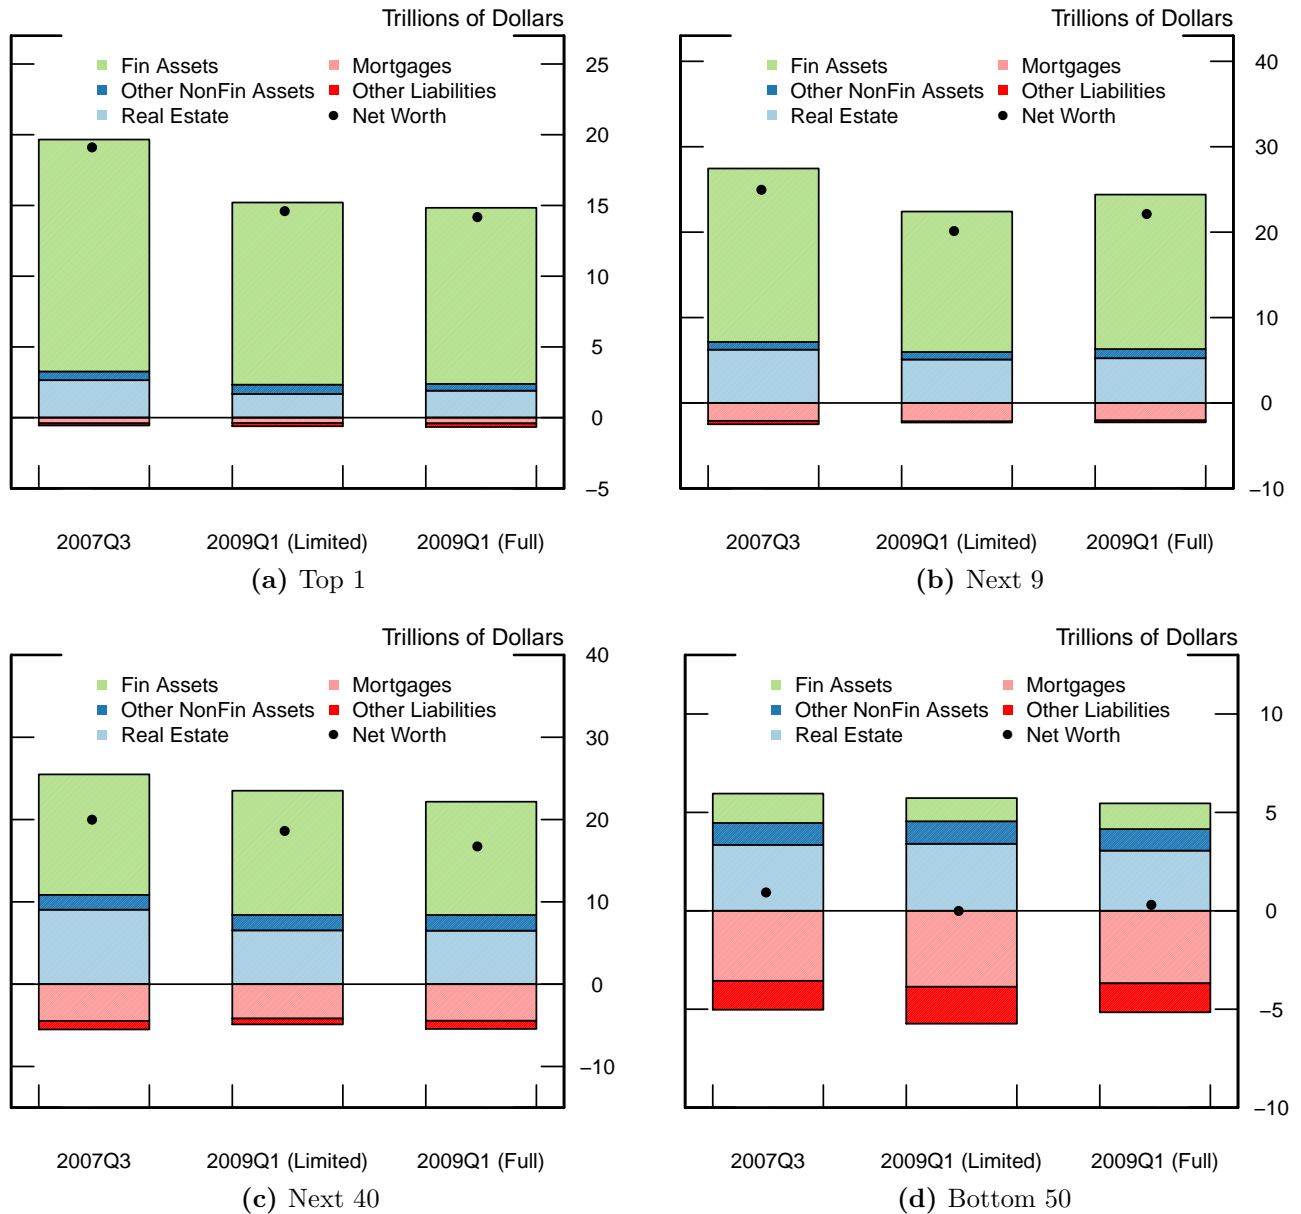 Trillions of Dollars
Fin Assets
Other NonFin Assets
Real Estate
Mortgages
Other Liabilities
Net Worth
25
20
15
10
5
0
−5
2007Q3
2009Q1 (Limited)
2009Q1 (Full)
(a) Top 1
Trillions of Dollars
Fin Assets
Other NonFin Assets
Real Estate
Mortgages
Other Liabilities
Net Worth
40
30
20
10
0
−10
2007Q3
2009Q1 (Limited)
2009Q1 (Full)
(b) Next 9
Trillions of Dollars
Fin Assets
Other NonFin Assets
Real Estate
Mortgages
Other Liabilities
Net Worth
40
30
20
10
0
−10
2007Q3
2009Q1 (Limited)
2009Q1 (Full)
(c) Next 40
Trillions of Dollars
Fin Assets
Other NonFin Assets
Real Estate
Mortgages
Other Liabilities
Net Worth
10
5
0
−5
−10
2007Q3
2009Q1 (Limited)
2009Q1 (Full)
(d) Bottom 50